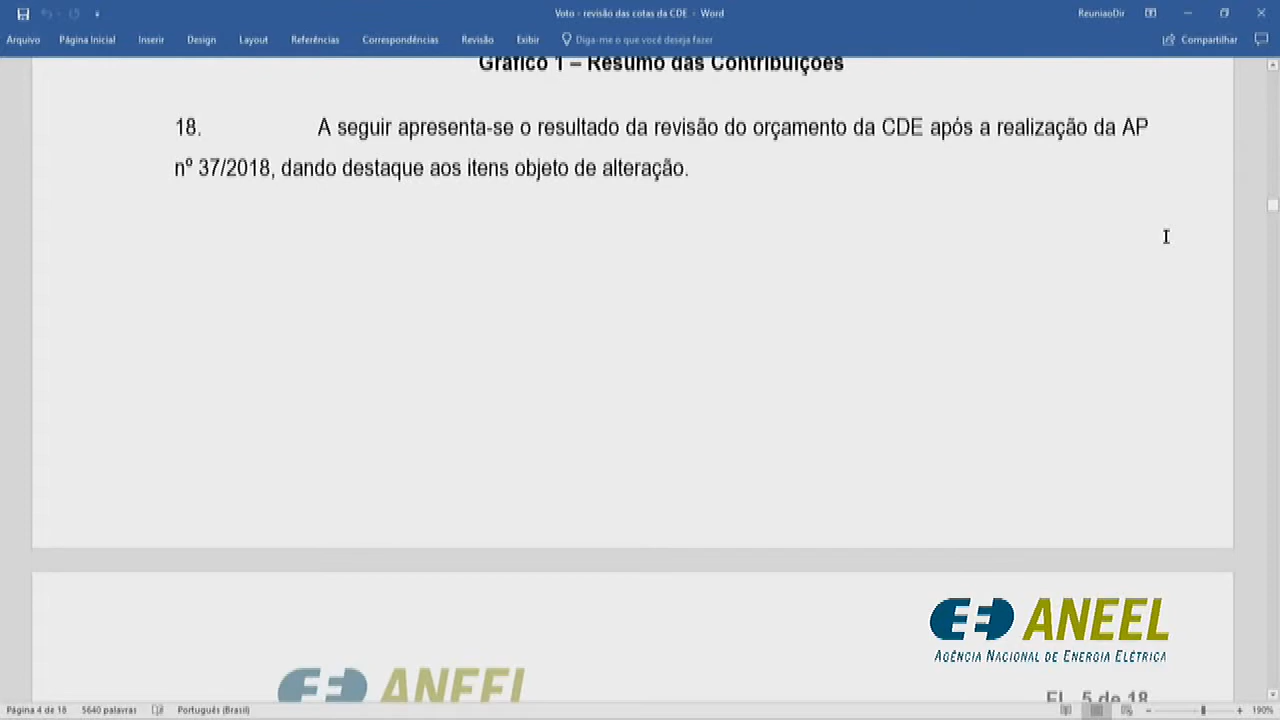 Voto - revisão das cotas da CDE - Word
ReuniaoDir
Arquivo Página Inicial Inserir Design Layout Referências Correspondências Revisão Exibir Diga-me o que você deseja fazer Compartilhar
Gráfico 1 – Resumo das Contribuições
18. A seguir apresenta-se o resultado da revisão do orçamento da CDE após a realização da AP
nº 37/2018, dando destaque aos itens objeto de alteração.
ANEEL
AGÊNCIA NACIONAL DE ENERGIA ELÉTRICA
ANEEL
Fl. 5 de 18
Página 4 de 18 5640 palavras Português (Brasil) 190%